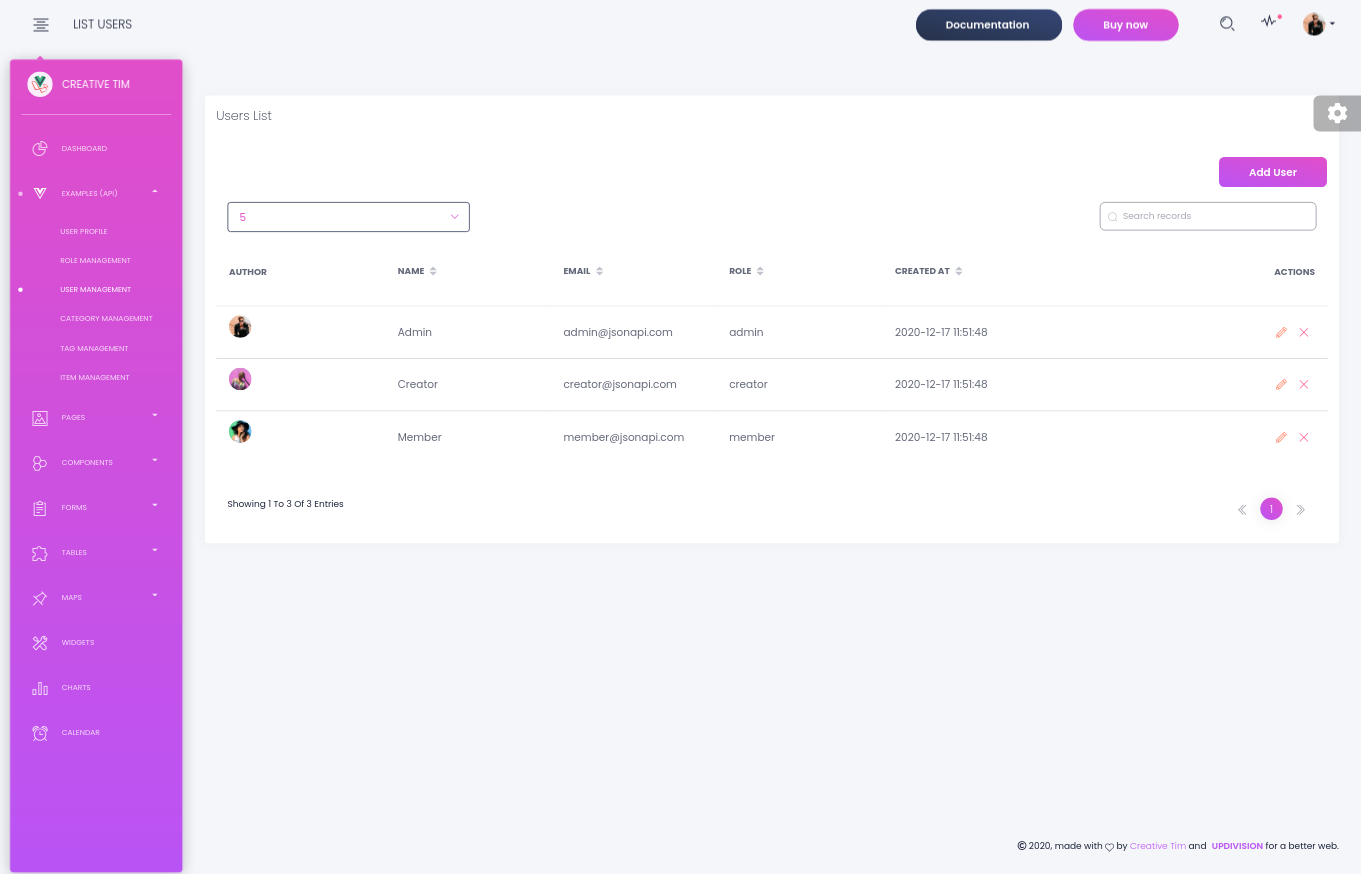 LIST USERS
Documentation
Buy now
CREATIVE TIM
DASHBOARD
EXAMPLES (API)
USER PROFILE
ROLE MANAGEMENT
USER MANAGEMENT
CATEGORY MANAGEMENT
TAG MANAGEMENT
ITEM MANAGEMENT
PAGES
COMPONENTS
FORMS
TABLES
MAPS
WIDGETS
CHARTS
CALENDAR
Users List
Add User
5
Search records
AUTHOR NAME EMAIL ROLE CREATED AT ACTIONS
Admin admin@jsonapi.com admin 2020-12-17 11:51:48
Creator creator@jsonapi.com creator 2020-12-17 11:51:48
Member member@jsonapi.com member 2020-12-17 11:51:48
Showing 1 To 3 Of 3 Entries
1
© 2020, made with by Creative Tim and UPDIVISION for a better web.